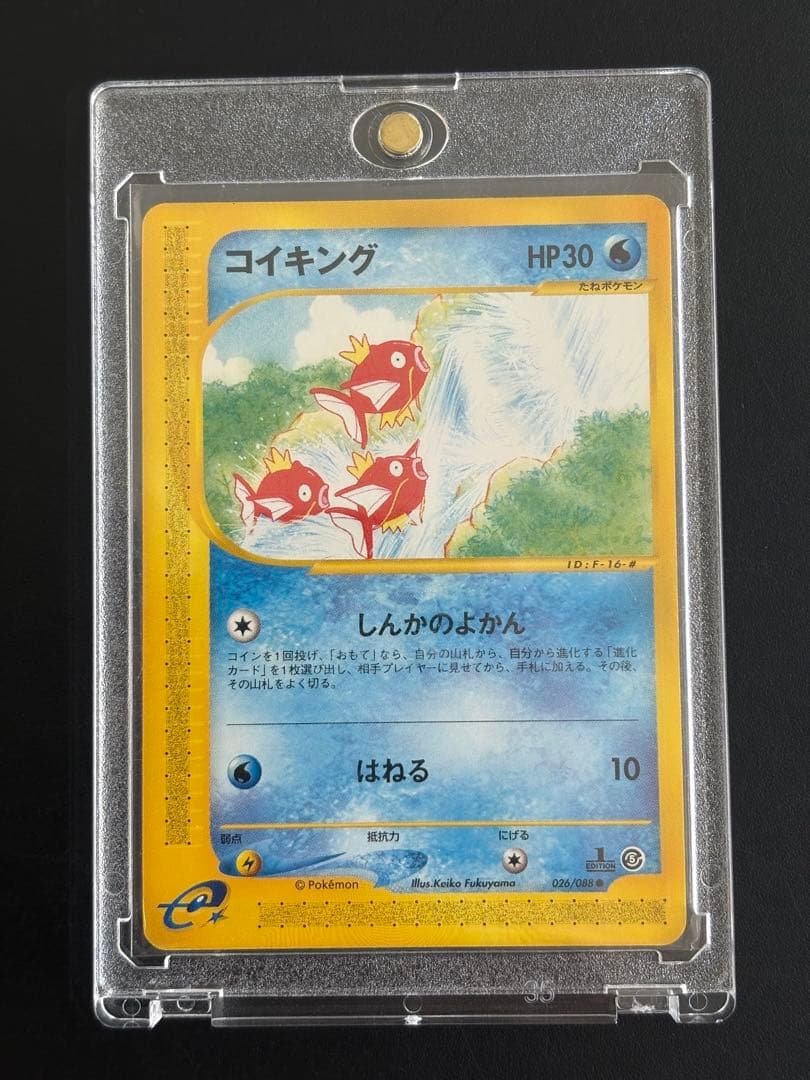 コイキング
HP30
たねポケモン
ID:F-16-#
しんかのよかん
コインを1回投げ、「おもて」なら、自分の山札から、自分から進化する「進化
カード」を1枚選び出し、相手プレイヤーに見せてから、手札に加える。その後、
その山札をよく切る。
はねる 10
弱点 抵抗力 にげる
1 EDITION 5
© Pokémon Illus.Keiko Fukuyama 026/088 ●
e
35